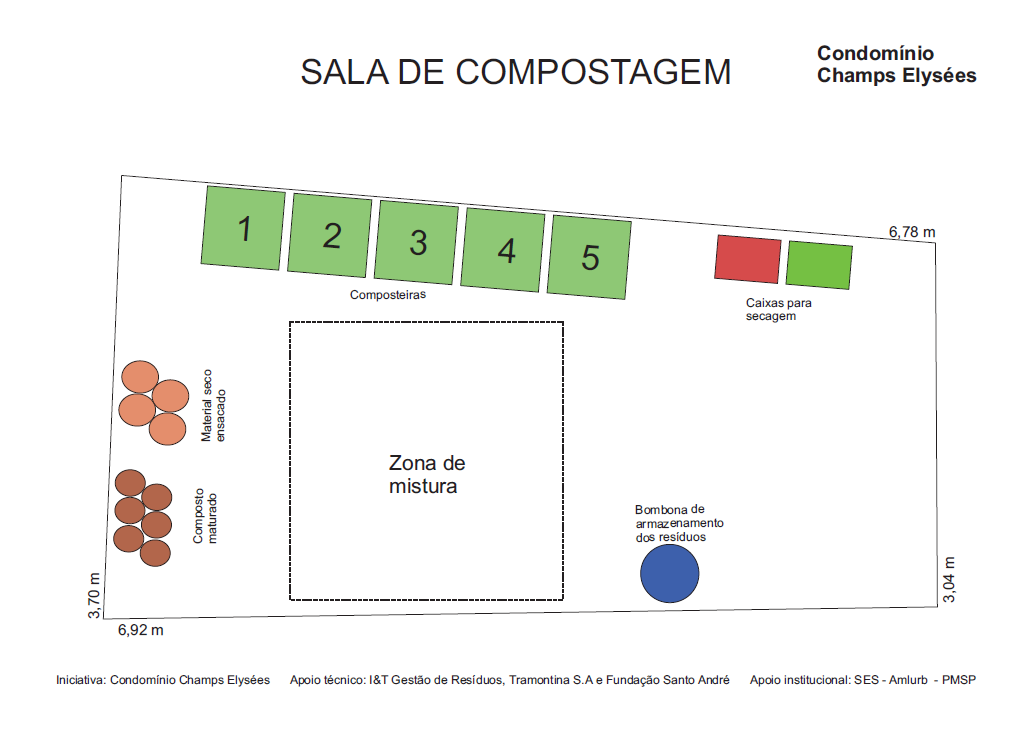 SALA DE COMPOSTAGEM
Condomínio
Champs Elysées
6,78 m
1
2
3
4
5
Composteiras
Caixas para
secagem
Material seco
ensacado
Zona de
mistura
Composto
maturado
Bombona de
armazenamento
dos resíduos
3,70 m
3,04 m
6,92 m
Iniciativa: Condomínio Champs Elysées Apoio técnico: I&T Gestão de Resíduos, Tramontina S.A e Fundação Santo André Apoio institucional: SES - Amlurb - PMSP